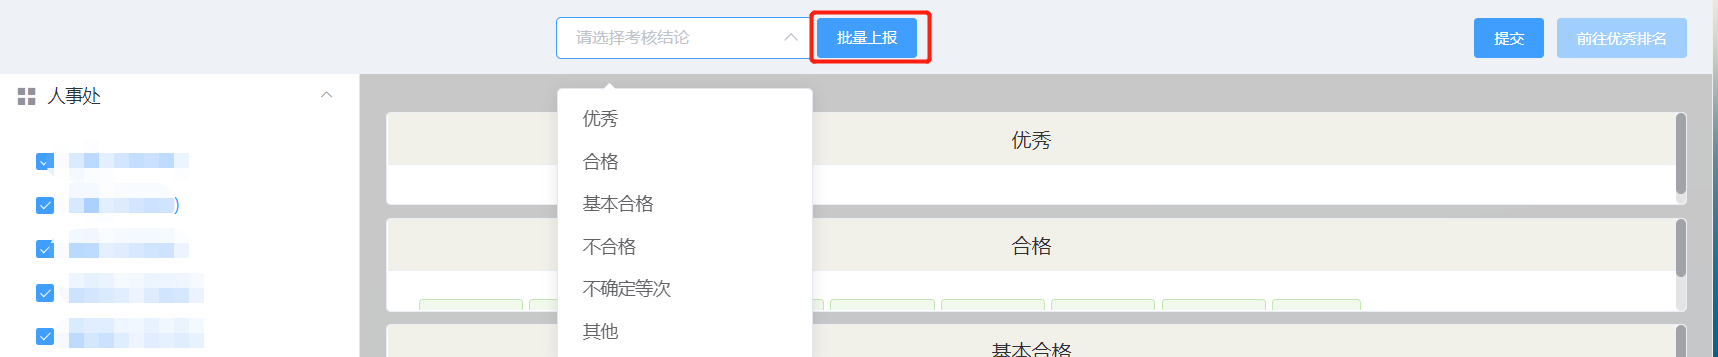 请选择考核结论
批量上报
提交
前往优秀排名
人事处
)
优秀
合格
基本合格
不合格
不确定等次
其他
优秀
合格
基本合格